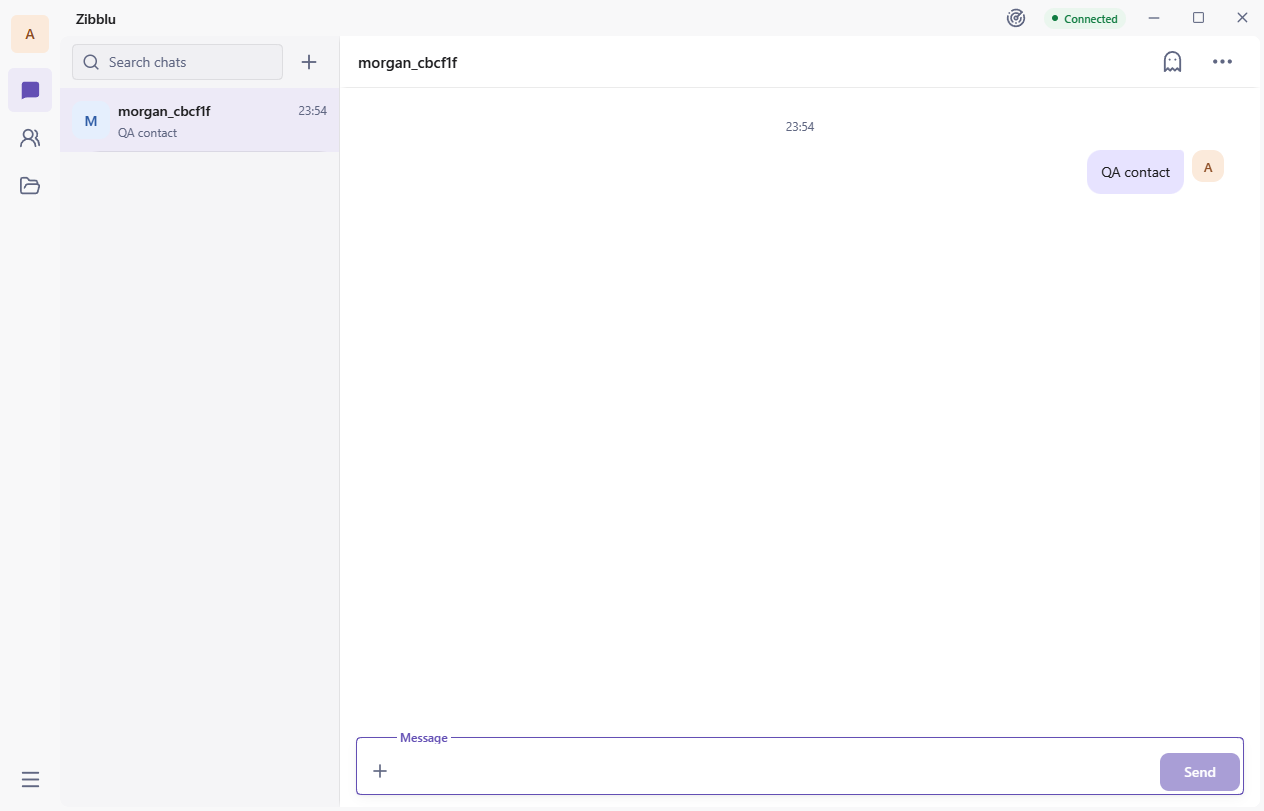 A
Zibblu
Connected
Search chats
M
morgan_cbcf1f
23:54
QA contact
morgan_cbcf1f
23:54
QA contact
A
Message
Send